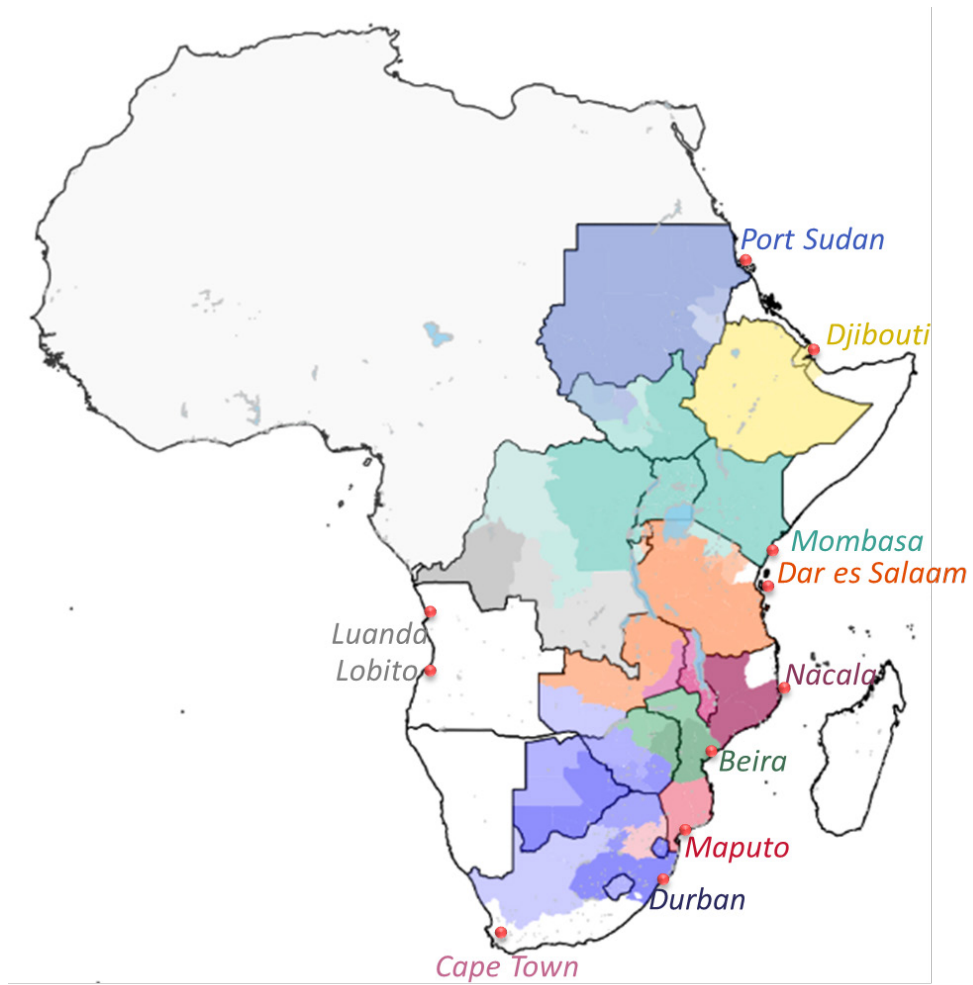 Port Sudan
Djibouti
Mombasa
Dar es Salaam
Luanda
Lobito
Nacala
Beira
Maputo
Durban
Cape Town